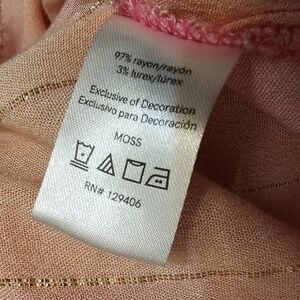 97% rayon/rayón
3% lurex/lúrex
Exclusive of Decoration
Exclusivo para Decoración
MOSS
RN# 129406